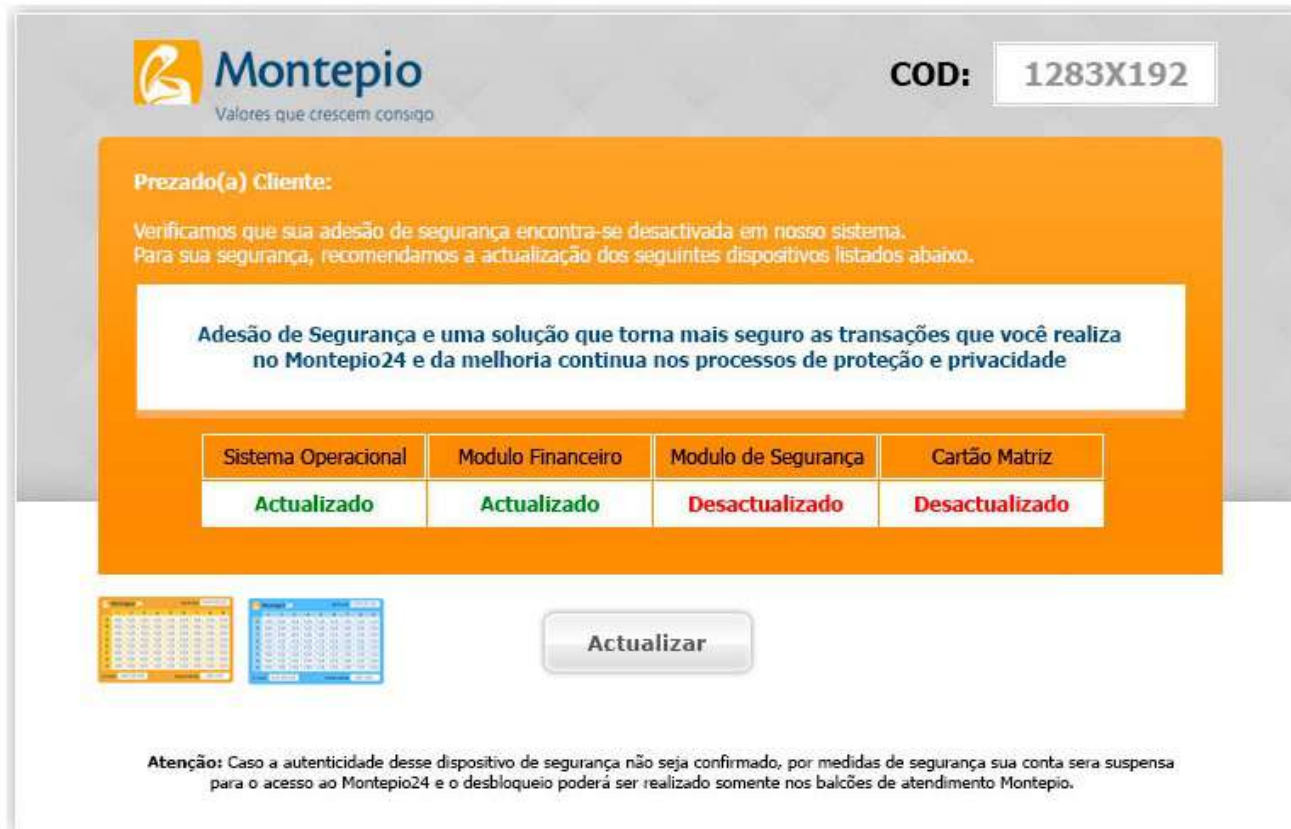 Montepio
Valores que crescem consigo
COD: 1283X192
Prezado(a) Cliente:
Verificamos que sua adesão de segurança encontra-se desactivada em nosso sistema.
Para sua segurança, recomendamos a actualização dos seguintes dispositivos listados abaixo.
Adesão de Segurança e uma solução que torna mais seguro as transações que você realiza
no Montepio24 e da melhoria continua nos processos de proteção e privacidade
Sistema Operacional Modulo Financeiro Modulo de Segurança Cartão Matriz
Actualizado Actualizado Desactualizado Desactualizado
Actualizar
Atenção: Caso a autenticidade desse dispositivo de segurança não seja confirmado, por medidas de segurança sua conta sera suspensa
para o acesso ao Montepio24 e o desbloqueio poderá ser realizado somente nos balcões de atendimento Montepio.